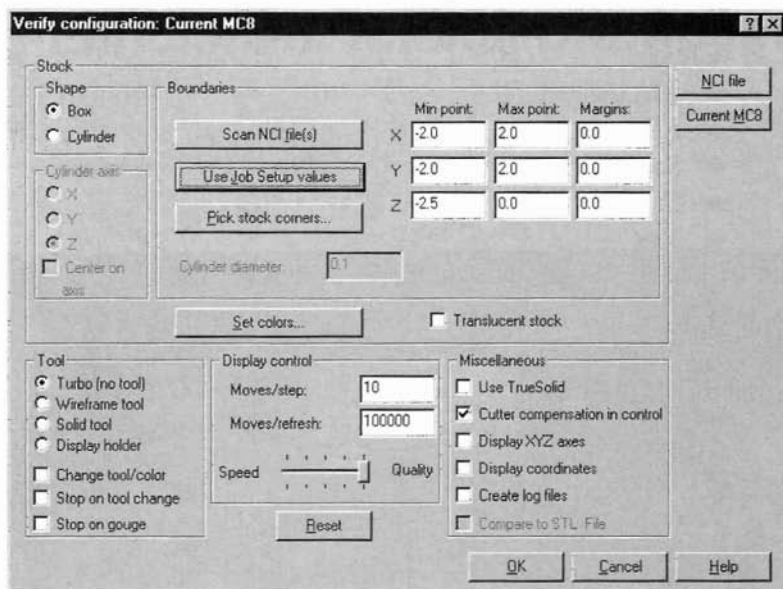 Verify configuration: Current MC8
Stock
Shape
Box
Cylinder
Cylinder axis
X
Y
Z
Center on
axis
Boundaries
Scan NCI file(s)
Use Job Setup values
Pick stock corners...
Cylinder diameter
0.1
Min point:
Max point:
Margins:
X
-2.0
2.0
0.0
Y
-2.0
2.0
0.0
Z
-2.5
0.0
0.0
Set colors...
Translucent stock
NCI file
Current MC8
Tool
Turbo (no tool)
Wireframe tool
Solid tool
Display holder
Change tool/color
Stop on tool change
Stop on gouge
Display control
Moves/step:
10
Moves/refresh:
100000
Speed
Quality
Reset
Miscellaneous
Use TrueSolid
Cutter compensation in control
Display XYZ axes
Display coordinates
Create log files
Compare to STL File
OK
Cancel
Help